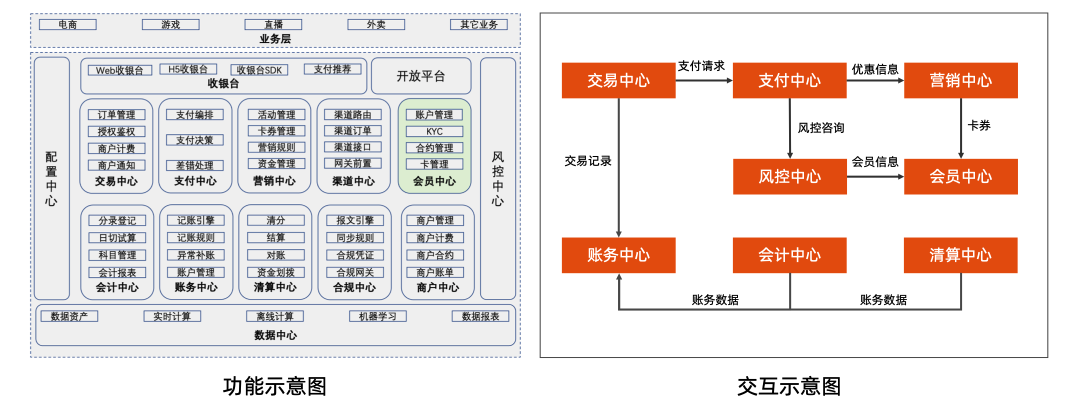 电商 游戏 直播 外卖 其它业务
业务层
Web收银台 H5收银台 收银台SDK 支付推荐
收银台
开放平台
配置中心
风控中心
订单管理
授权鉴权
商户计费
商户通知
交易中心
支付编排
支付决策
差错处理
支付中心
活动管理
卡券管理
营销规则
资金管理
营销中心
渠道路由
渠道订单
渠道接口
网关前置
渠道中心
账户管理
KYC
合约管理
卡管理
会员中心
分录登记
日切试算
科目管理
会计报表
会计中心
记账引擎
记账规则
异常补账
账户管理
账务中心
清分
结算
对账
资金划拨
清算中心
报文引擎
同步规则
合规凭证
合规网关
合规中心
商户管理
商户计费
商户合约
商户账单
商户中心
数据资产 实时计算 离线计算 机器学习 数据报表
数据中心
功能示意图
交易中心 支付请求 支付中心 优惠信息 营销中心
风控咨询 卡券
交易记录
风控中心 会员信息 会员中心
账务中心 会计中心 清算中心
账务数据 账务数据
交互示意图